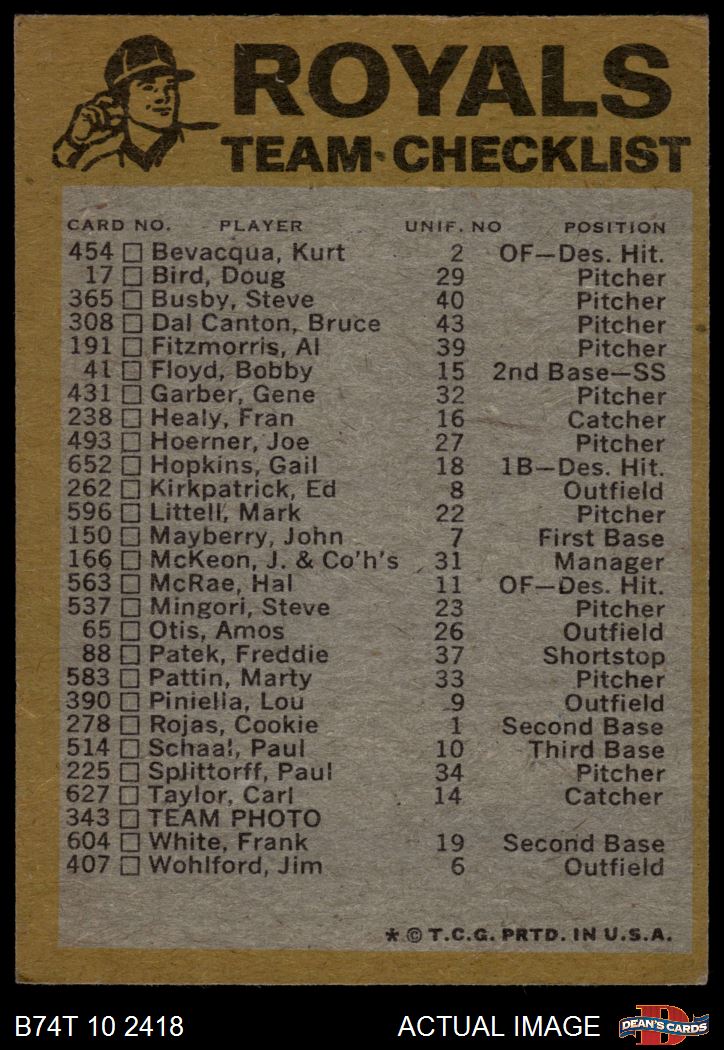 ROYALS
TEAM CHECKLIST
CARD NO. PLAYER UNIF. NO POSITION
454 Bevacqua, Kurt 2 OF—Des. Hit.
17 Bird, Doug 29 Pitcher
365 Busby, Steve 40 Pitcher
308 Dal Canton, Bruce 43 Pitcher
191 Fitzmorris, Al 39 Pitcher
41 Floyd, Bobby 15 2nd Base—SS
431 Garber, Gene 32 Pitcher
238 Healy, Fran 16 Catcher
493 Hoerner, Joe 27 Pitcher
652 Hopkins, Gail 18 1B—Des. Hit.
262 Kirkpatrick, Ed 8 Outfield
596 Littell, Mark 22 Pitcher
150 Mayberry, John 7 First Base
166 McKeon, J. & Co'h's 31 Manager
563 McRae, Hal 11 OF—Des. Hit.
537 Mingori, Steve 23 Pitcher
65 Otis, Amos 26 Outfield
88 Patek, Freddie 37 Shortstop
583 Pattin, Marty 33 Pitcher
390 Piniella, Lou 9 Outfield
278 Rojas, Cookie 1 Second Base
514 Schaal, Paul 10 Third Base
225 Splittorff, Paul 34 Pitcher
627 Taylor, Carl 14 Catcher
343 TEAM PHOTO
604 White, Frank 19 Second Base
407 Wohlford, Jim 6 Outfield
* © T.C.G. PRTD. IN U.S.A.
B74T 10 2418 ACTUAL IMAGE D DEAN'S CARDS